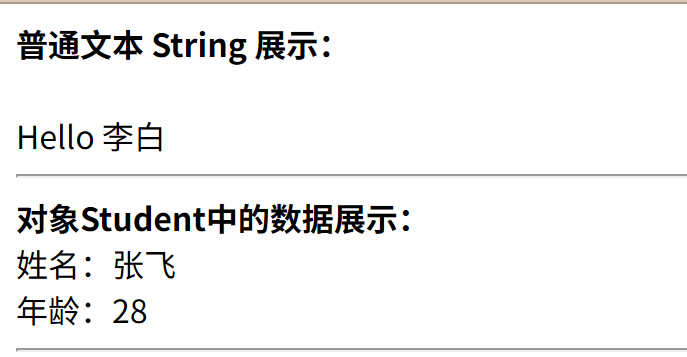 普通文本 String 展示：
Hello 李白
对象Student中的数据展示：
姓名：张飞
年龄：28